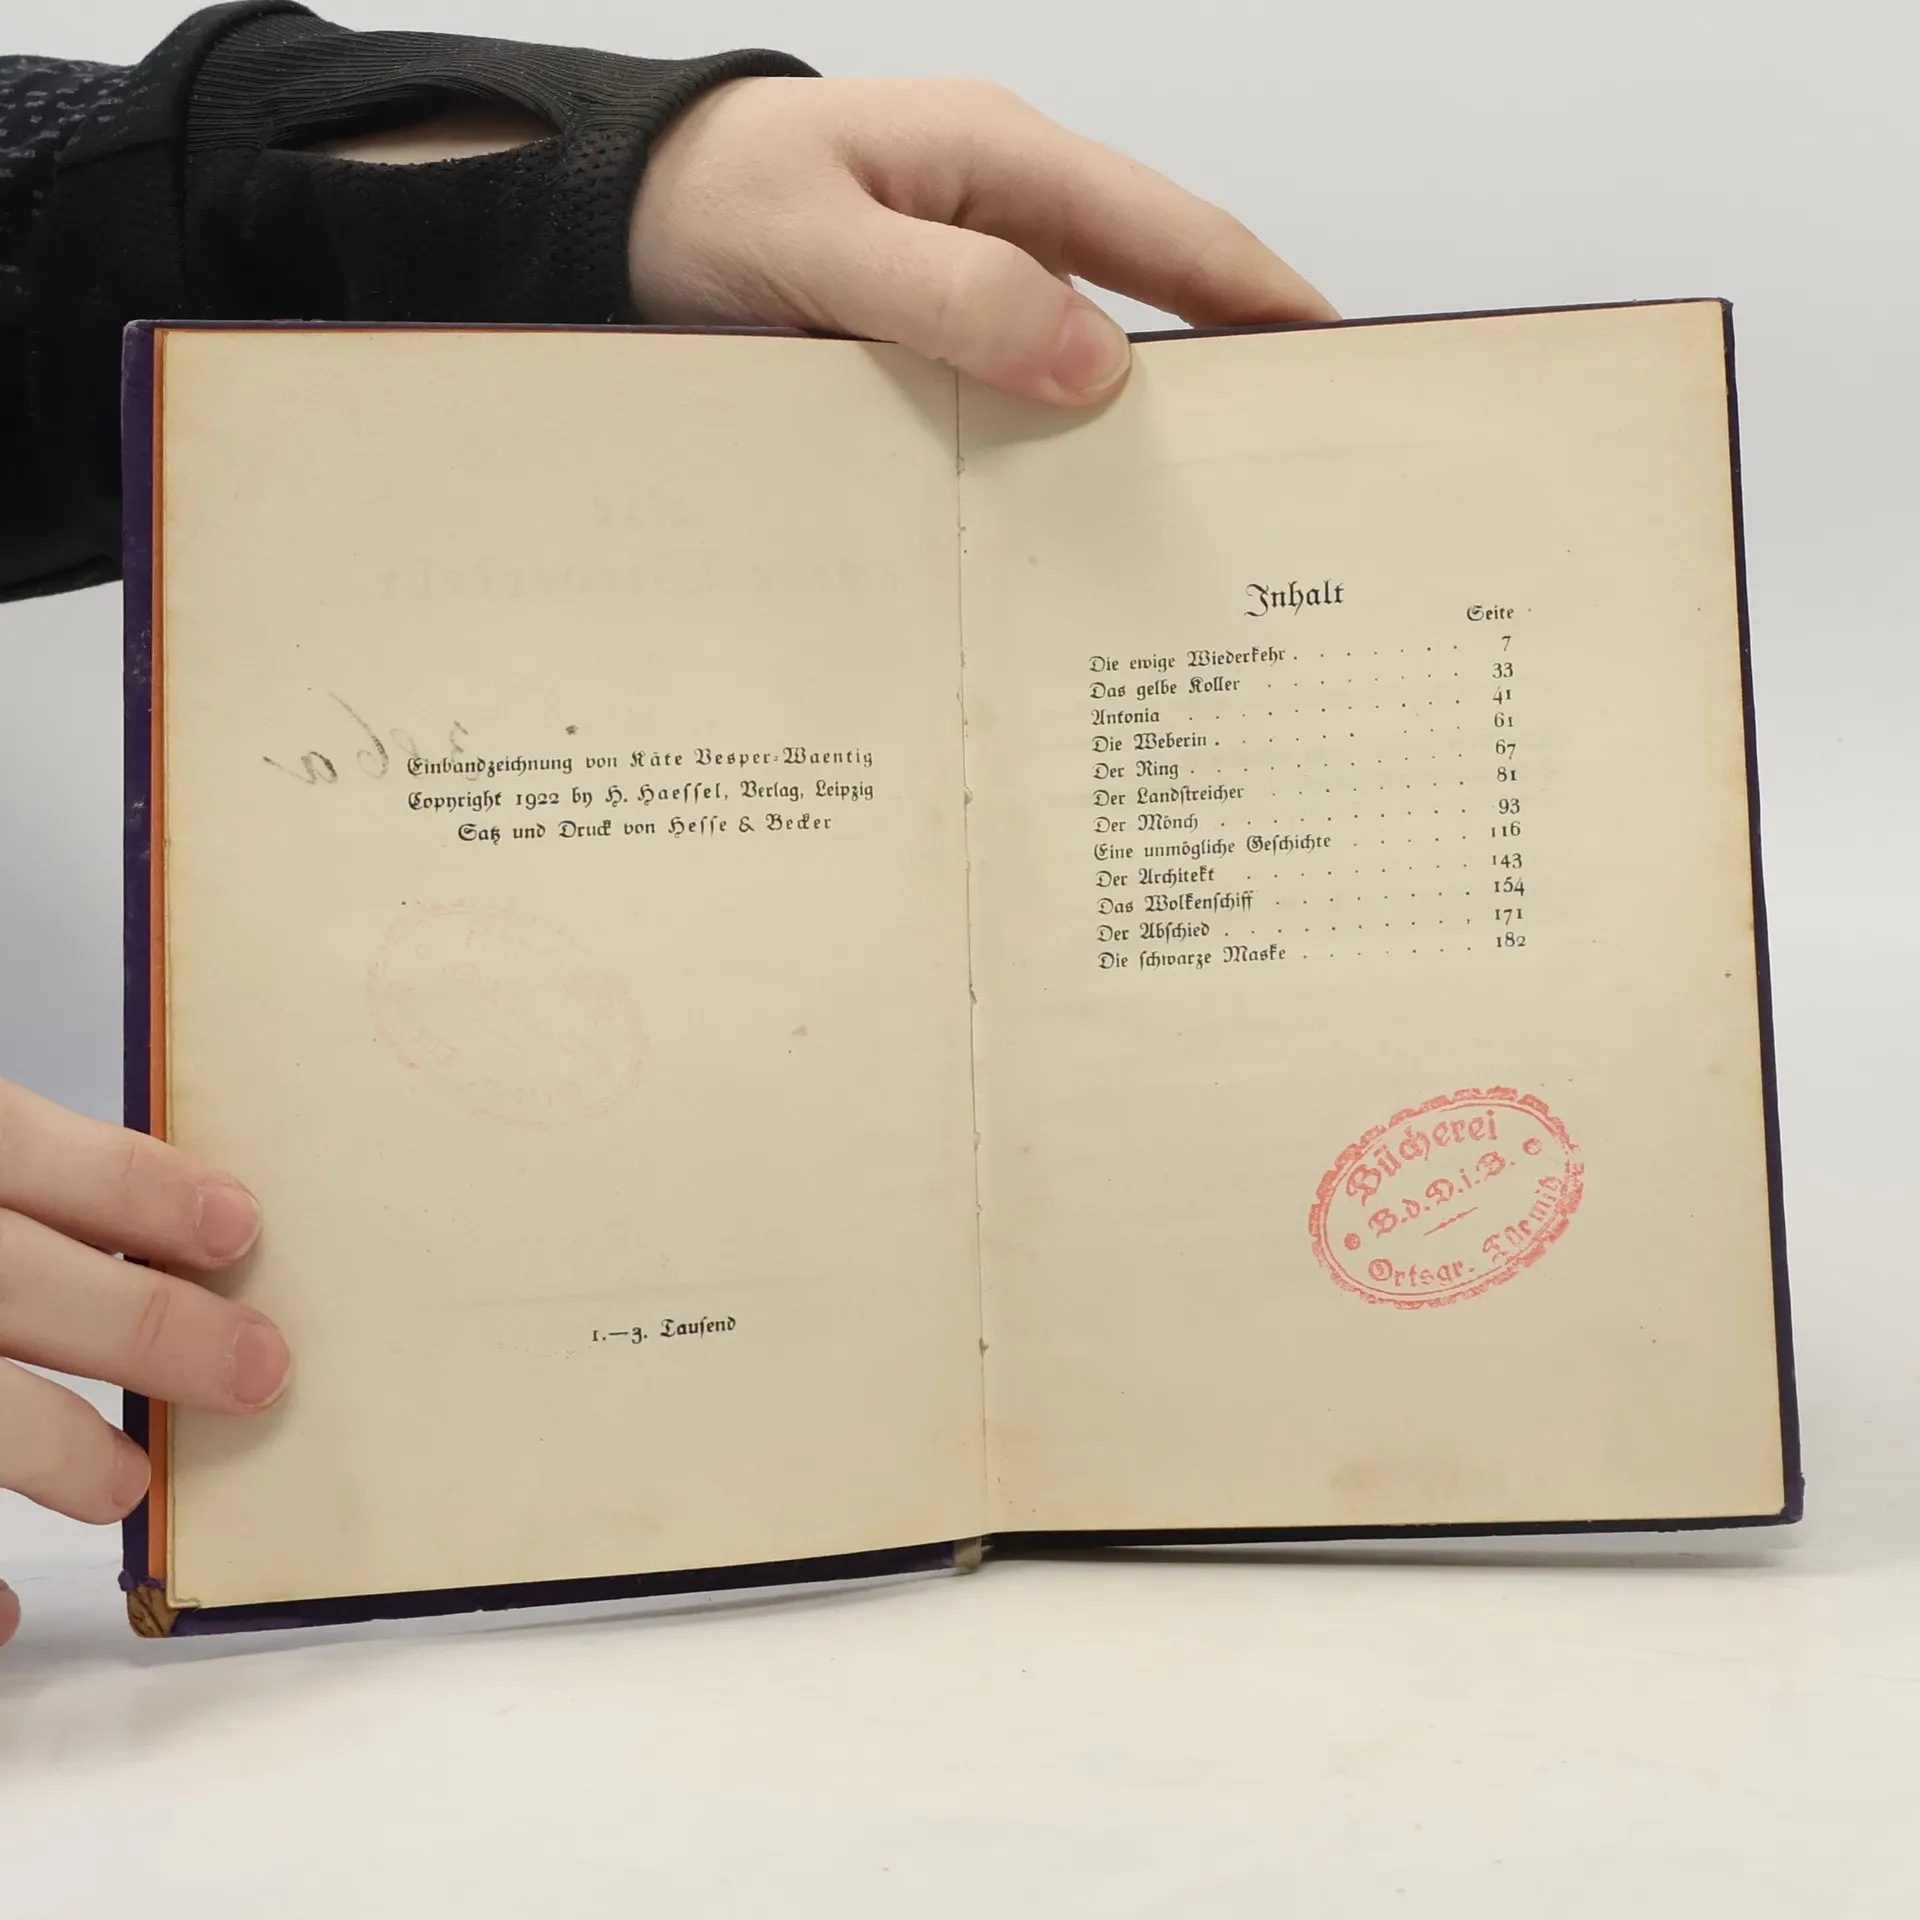 Einbandzeichnung von Käte Vesper-Waentig
Copyright 1922 by H. Haessel, Verlag, Leipzig
Satz und Druck von Hesse & Becker
1.—3. Tausend
Inhalt
Seite
Die ewige Wiederkehr . . . . . . . 7
Das gelbe Koller . . . . . . . . 33
Antonia . . . . . . . . . . . 41
Die Weberin . . . . . . . . . 61
Der Ring . . . . . . . . . . . 67
Der Landstreicher . . . . . . . . 81
Der Mönch . . . . . . . . . . 93
Eine unmögliche Geschichte . . . . . 116
Der Architekt . . . . . . . . . 143
Das Wolkenschiff . . . . . . . . 154
Der Abschied . . . . . . . . . . 171
Die schwarze Maske . . . . . . . 182
Bücherei
B.d.D.i.B.
Ortsgr.